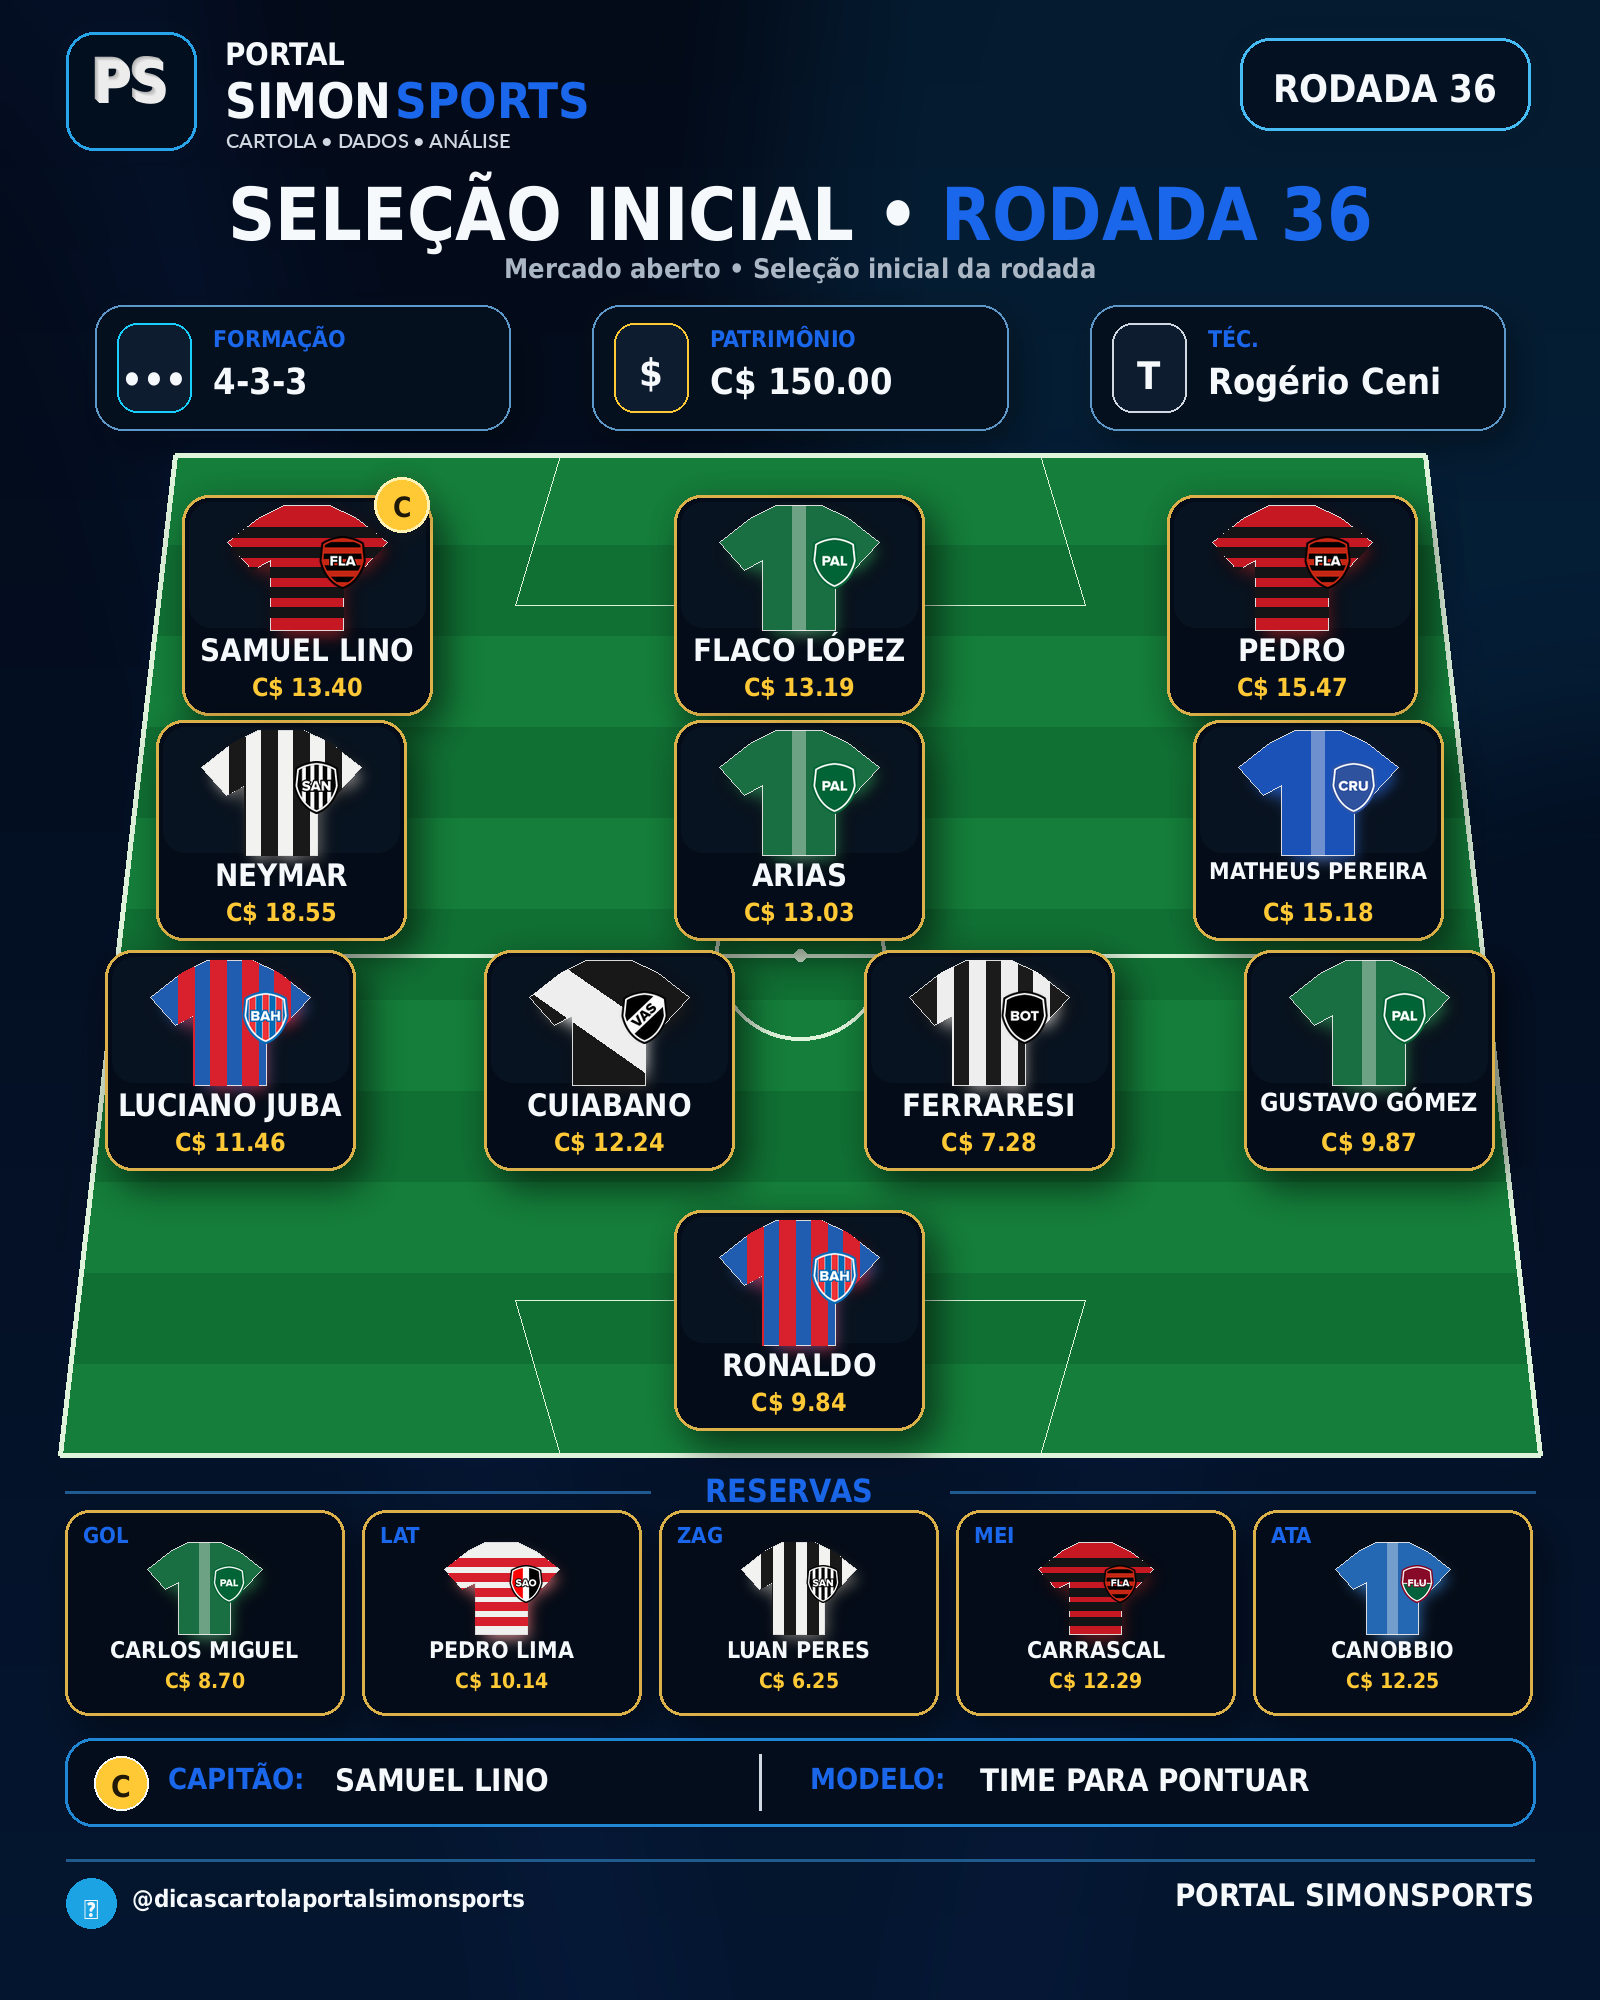 PS
PORTAL
SIMONSPORTS
CARTOLA • DADOS • ANÁLISE
RODADA 36
SELEÇÃO INICIAL • RODADA 36
Mercado aberto • Seleção inicial da rodada
FORMAÇÃO
4-3-3
$
PATRIMÔNIO
C$ 150.00
T
TÉC.
Rogério Ceni
C
FLA
SAMUEL LINO
C$ 13.40
PAL
FLACO LÓPEZ
C$ 13.19
FLA
PEDRO
C$ 15.47
SAN
NEYMAR
C$ 18.55
PAL
ARIAS
C$ 13.03
CRU
MATHEUS PEREIRA
C$ 15.18
BAH
LUCIANO JUBA
C$ 11.46
VAS
CUIABANO
C$ 12.24
BOT
FERRARESI
C$ 7.28
PAL
GUSTAVO GÓMEZ
C$ 9.87
BAH
RONALDO
C$ 9.84
RESERVAS
GOL
PAL
CARLOS MIGUEL
C$ 8.70
LAT
SAO
PEDRO LIMA
C$ 10.14
ZAG
SAN
LUAN PERES
C$ 6.25
MEI
FLA
CARRASCAL
C$ 12.29
ATA
FLU
CANOBBIO
C$ 12.25
C
CAPITÃO: SAMUEL LINO
MODELO: TIME PARA PONTUAR
@dicascartolaportalsimonsports
PORTAL SIMONSPORTS